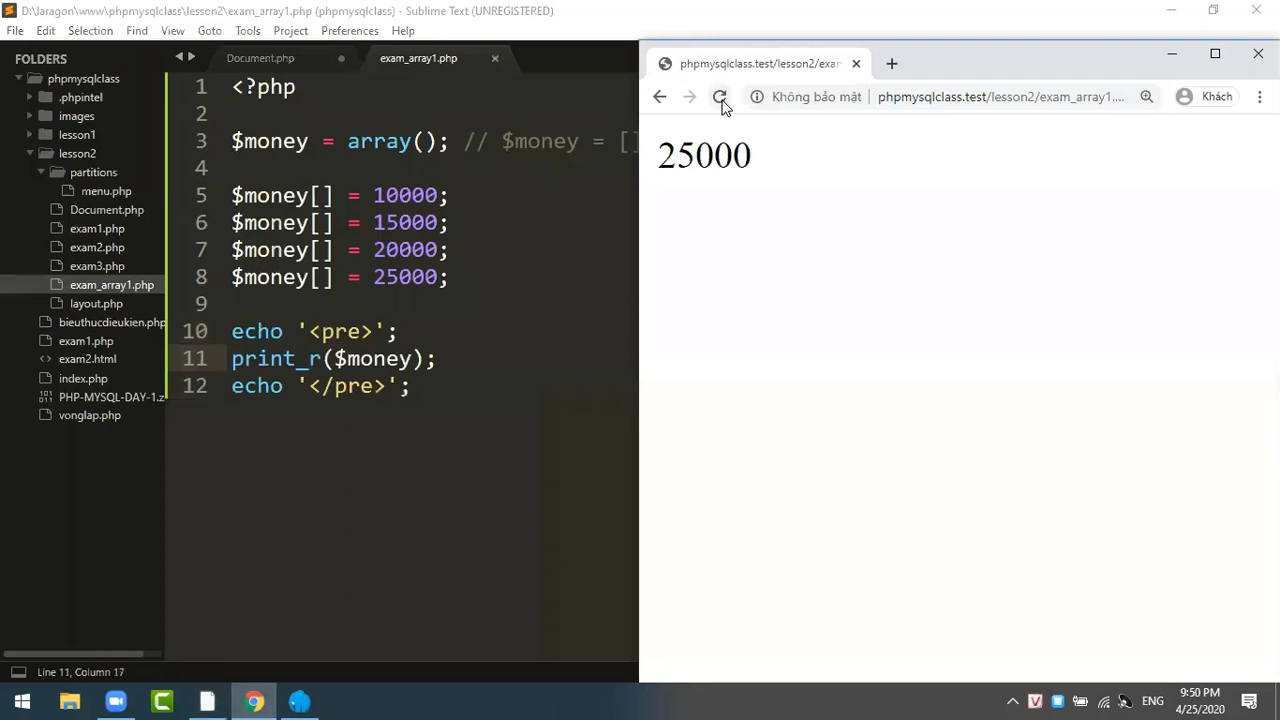 D:\laragon\www\phpmysqlclass\lesson2\exam_array1.php (phpmysqlclass) - Sublime Text (UNREGISTERED)
File Edit Selection Find View Goto Tools Project Preferences Help
FOLDERS
phpmysqlclass
.phpintel
images
lesson1
lesson2
partitions
menu.php
Document.php
exam1.php
exam2.php
exam3.php
exam_array1.php
layout.php
bieuthucdieukien.php
exam1.php
exam2.html
index.php
PHP-MYSQL-DAY-1.z
vonglap.php
Document.php
exam_array1.php
1 <?php
2
3 $money = array(); // $money = []
4
5 $money[] = 10000;
6 $money[] = 15000;
7 $money[] = 20000;
8 $money[] = 25000;
9
10 echo '<pre>';
11 print_r($money);
12 echo '</pre>';
Line 11, Column 17
phpmysqlclass.test/lesson2/exar
Không bảo mật phpmysqlclass.test/lesson2/exam_array1.... Khách
25000
ENG
9:50 PM
4/25/2020